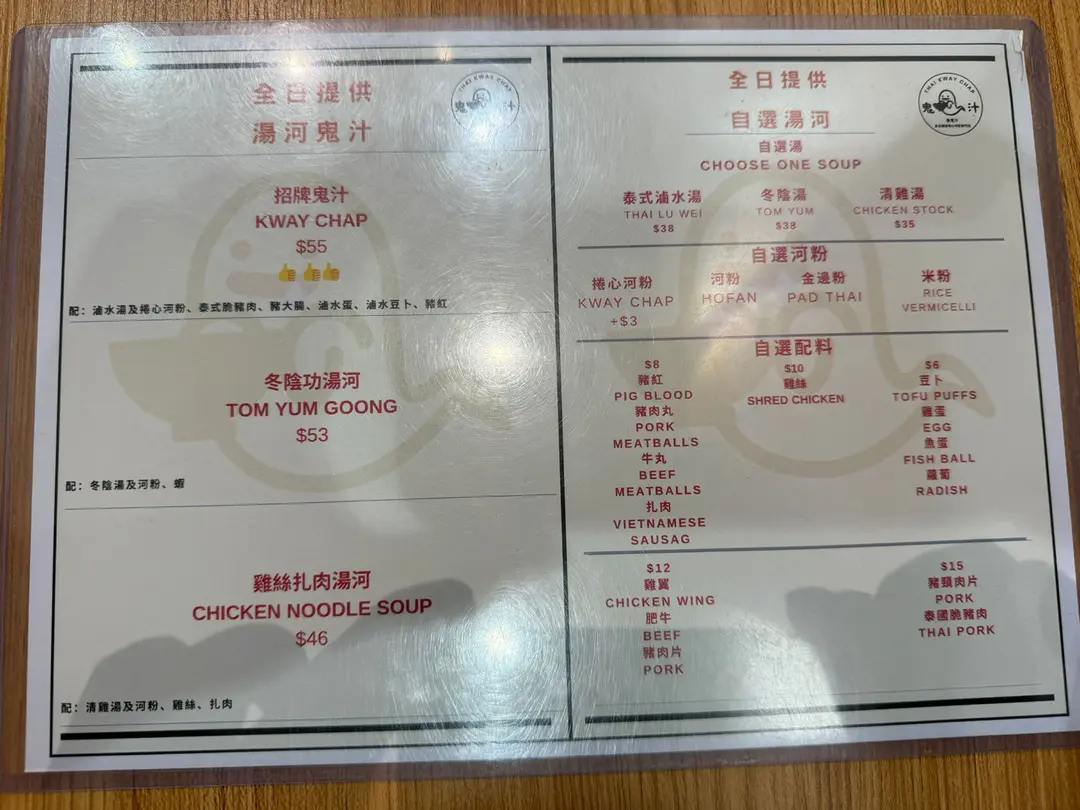 全日提供
湯河鬼汁
THAI KWAY CHAP
鬼 汁
招牌鬼汁
KWAY CHAP
$55
配：滷水湯及捲心河粉、泰式脆豬肉、豬大腸、滷水蛋、滷水豆卜、豬紅
冬陰功湯河
TOM YUM GOONG
$53
配：冬陰湯及河粉、蝦
雞絲扎肉湯河
CHICKEN NOODLE SOUP
$46
配：清雞湯及河粉、雞絲、扎肉
全日提供
自選湯河
THAI KWAY CHAP
鬼 汁
自選湯
CHOOSE ONE SOUP
泰式滷水湯 冬陰湯 清雞湯
THAI LU WEI TOM YUM CHICKEN STOCK
$38 $38 $35
自選河粉
捲心河粉 河粉 金邊粉 米粉
KWAY CHAP HOFAN PAD THAI RICE
VERMICELLI
+$3
自選配料
$8
豬紅
PIG BLOOD
豬肉丸
PORK
MEATBALLS
牛丸
BEEF
MEATBALLS
扎肉
VIETNAMESE
SAUSAG
$10
雞絲
SHRED CHICKEN
$6
豆卜
TOFU PUFFS
雞蛋
EGG
魚蛋
FISH BALL
蘿蔔
RADISH
$12
雞翼
CHICKEN WING
肥牛
BEEF
豬肉片
PORK
$15
豬頸肉片
PORK
泰國脆豬肉
THAI PORK